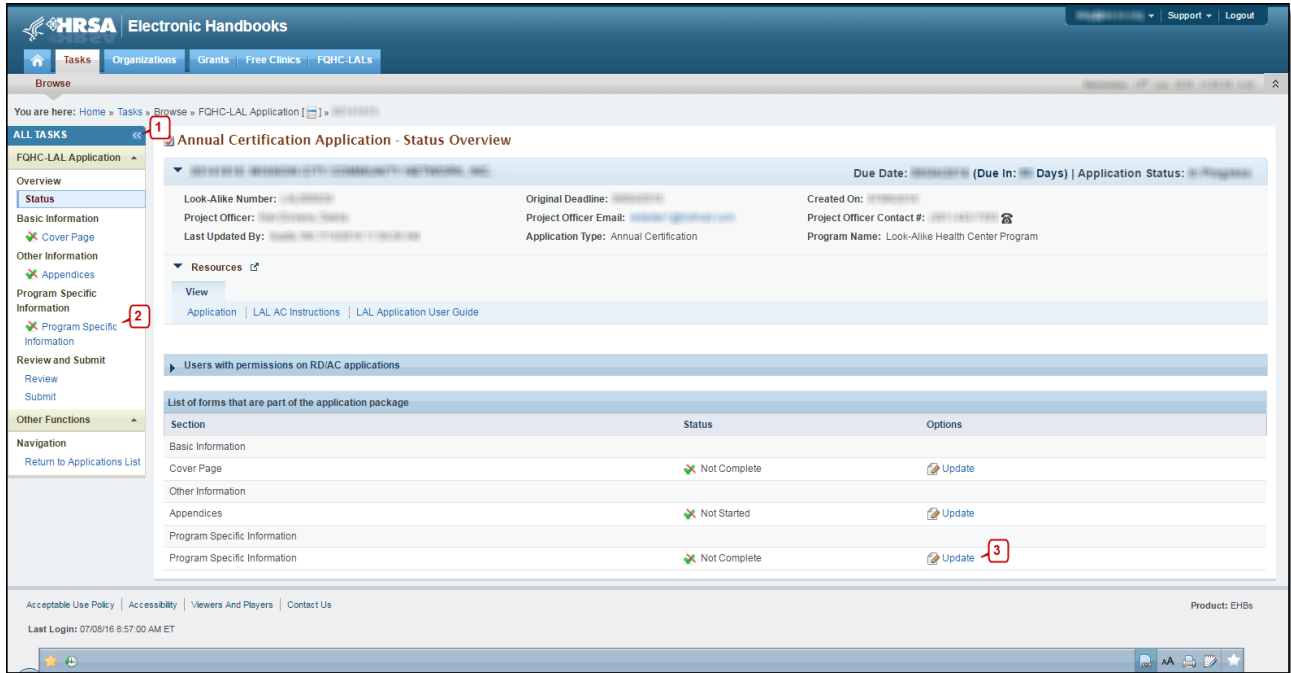 HRSA Electronic Handbooks
Support Logout
Tasks Organizations Grants Free Clinics FQHC-LALs
Browse
You are here: Home » Tasks » Browse » FQHC-LAL Application [ ] »
ALL TASKS «
1
Annual Certification Application - Status Overview
FQHC-LAL Application
Due Date: (Due In: Days) | Application Status:
Overview
Status
Look-Alike Number: Original Deadline: Created On:
Basic Information
Project Officer: Project Officer Email: Project Officer Contact #:
Cover Page
Last Updated By: Application Type: Annual Certification Program Name: Look-Alike Health Center Program
Other Information
Appendices
Resources
Program Specific
Information
View
2
Program Specific
Information
Application LAL AC Instructions LAL Application User Guide
Review and Submit
Users with permissions on RD/AC applications
Review
Submit
List of forms that are part of the application package
Other Functions
Section Status Options
Navigation
Basic Information
Return to Applications List
Cover Page Not Complete Update
Other Information
Appendices Not Started Update
Program Specific Information
Program Specific Information Not Complete Update 3
Acceptable Use Policy Accessibility Viewers And Players Contact Us Product: EHBs
Last Login: 07/08/16 8:57:00 AM ET
AA